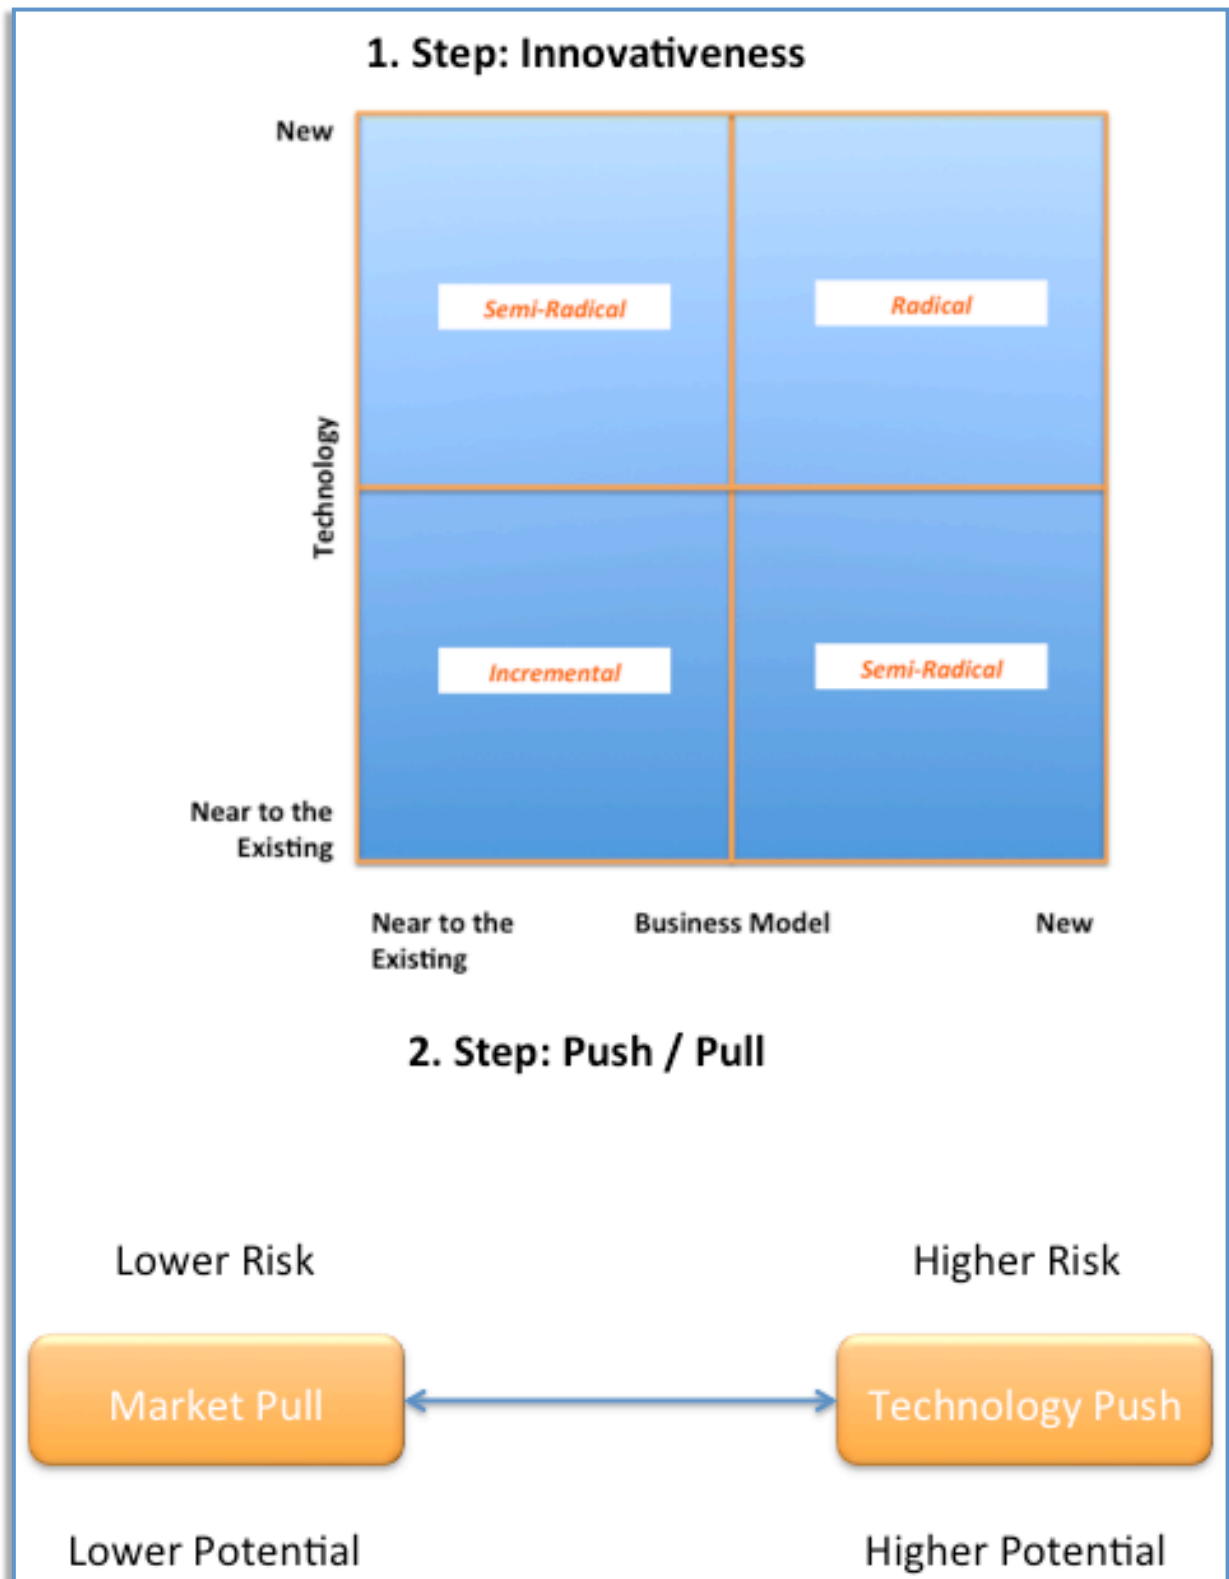 1. Step: Innovativeness
New
Semi-Radical
Radical
Technology
Incremental
Semi-Radical
Near to the
Existing
Near to the
Existing
Business Model
New
2. Step: Push / Pull
Lower Risk
Higher Risk
Market Pull
Technology Push
Lower Potential
Higher Potential